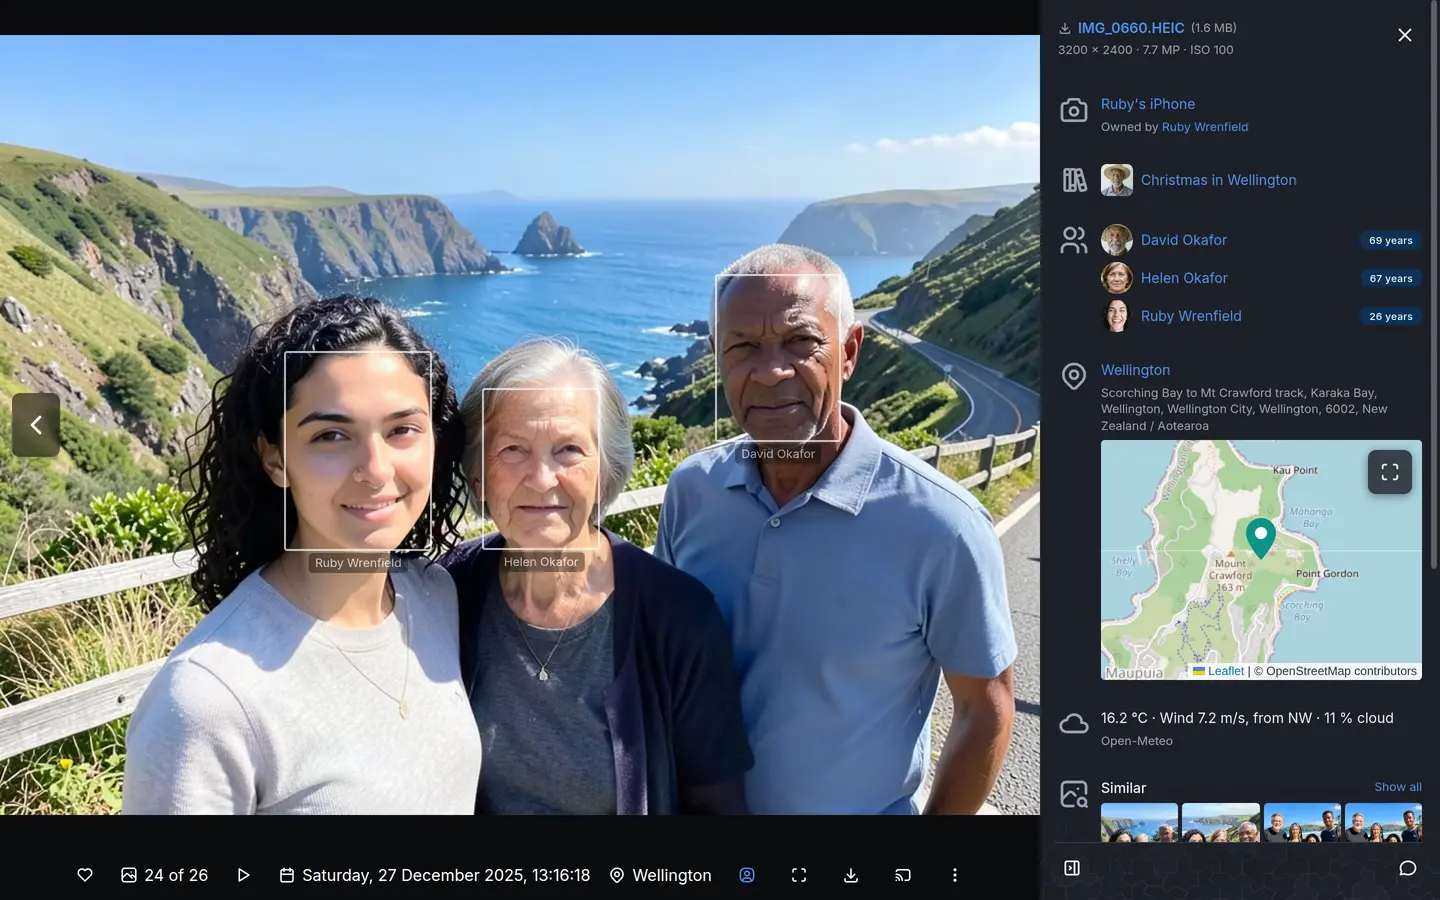 IMG_0660.HEIC (1.6 MB)
3200 × 2400 · 7.7 MP · ISO 100
Ruby's iPhone
Owned by Ruby Wrenfield
Christmas in Wellington
David Okafor 69 years
Helen Okafor 67 years
Ruby Wrenfield 26 years
Wellington
Scorching Bay to Mt Crawford track, Karaka Bay,
Wellington, Wellington City, Wellington, 6002, New
Zealand / Aotearoa
Kau Point
Māhanga
Bay
Shelly
Bay
Mount
Crawford
163 m
Point Gordon
Scorching
Bay
Maupuia
Leaflet | © OpenStreetMap contributors
16.2 °C · Wind 7.2 m/s, from NW · 11 % cloud
Open-Meteo
Similar Show all
David Okafor
Ruby Wrenfield
Helen Okafor
24 of 26 Saturday, 27 December 2025, 13:16:18 Wellington